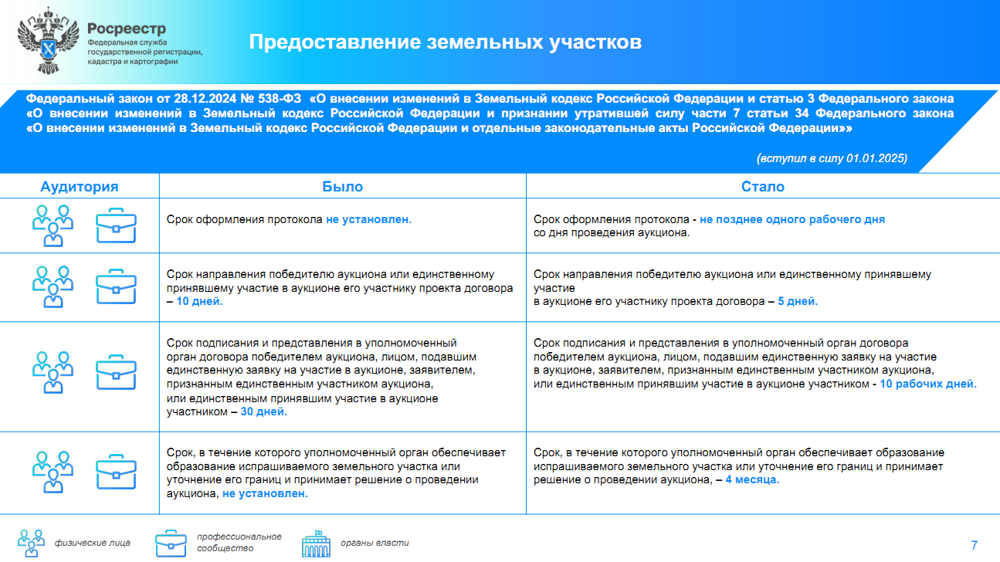 Росреестр
Федеральная служба
государственной регистрации,
кадастра и картографии
Предоставление земельных участков
Федеральный закон от 28.12.2024 № 538-ФЗ «О внесении изменений в Земельный кодекс Российской Федерации и статью 3 Федерального закона
«О внесении изменений в Земельный кодекс Российской Федерации и признании утратившей силу части 7 статьи 34 Федерального закона
«О внесении изменений в Земельный кодекс Российской Федерации и отдельные законодательные акты Российской Федерации»»
(вступил в силу 01.01.2025)
Аудитория
Было
Стало
Срок оформления протокола не установлен.
Срок оформления протокола - не позднее одного рабочего дня
со дня проведения аукциона.
Срок направления победителю аукциона или единственному
принявшему участие в аукционе его участнику проекта договора
– 10 дней.
Срок направления победителю аукциона или единственному принявшему
участие
в аукционе его участнику проекта договора – 5 дней.
Срок подписания и представления в уполномоченный
орган договора победителем аукциона, лицом, подавшим
единственную заявку на участие в аукционе, заявителем,
признанным единственным участником аукциона,
или единственным принявшим участие в аукционе
участником – 30 дней.
Срок подписания и представления в уполномоченный орган договора
победителем аукциона, лицом, подавшим единственную заявку на участие
в аукционе, заявителем, признанным единственным участником аукциона,
или единственным принявшим участие в аукционе участником - 10 рабочих дней.
Срок, в течение которого уполномоченный орган обеспечивает
образование испрашиваемого земельного участка или
уточнение его границ и принимает решение о проведении
аукциона, не установлен.
Срок, в течение которого уполномоченный орган обеспечивает образование
испрашиваемого земельного участка или уточнение его границ и принимает
решение о проведении аукциона, – 4 месяца.
физические лица
профессиональное
сообщество
органы власти
7